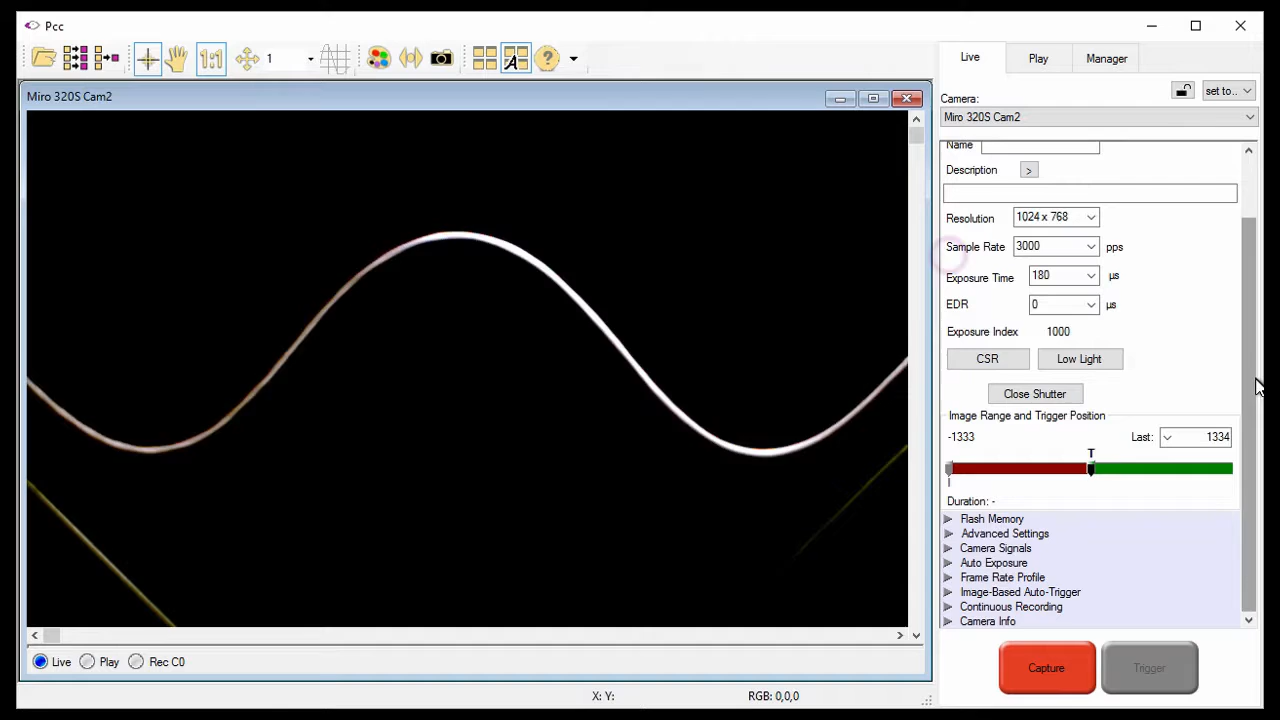 Pcc
1:1
1
A
?
Live
Play
Manager
set to..
Camera:
Miro 320S Cam2
Miro 320S Cam2
Name
Description
>
Resolution
1024 x 768
Sample Rate
3000
pps
Exposure Time
180
µs
EDR
0
µs
Exposure Index
1000
CSR
Low Light
Close Shutter
Image Range and Trigger Position
-1333
Last:
1334
T
I
Duration: -
Flash Memory
Advanced Settings
Camera Signals
Auto Exposure
Frame Rate Profile
Image-Based Auto-Trigger
Continuous Recording
Camera Info
Live
Play
Rec C0
Capture
Trigger
X: Y:
RGB: 0,0,0